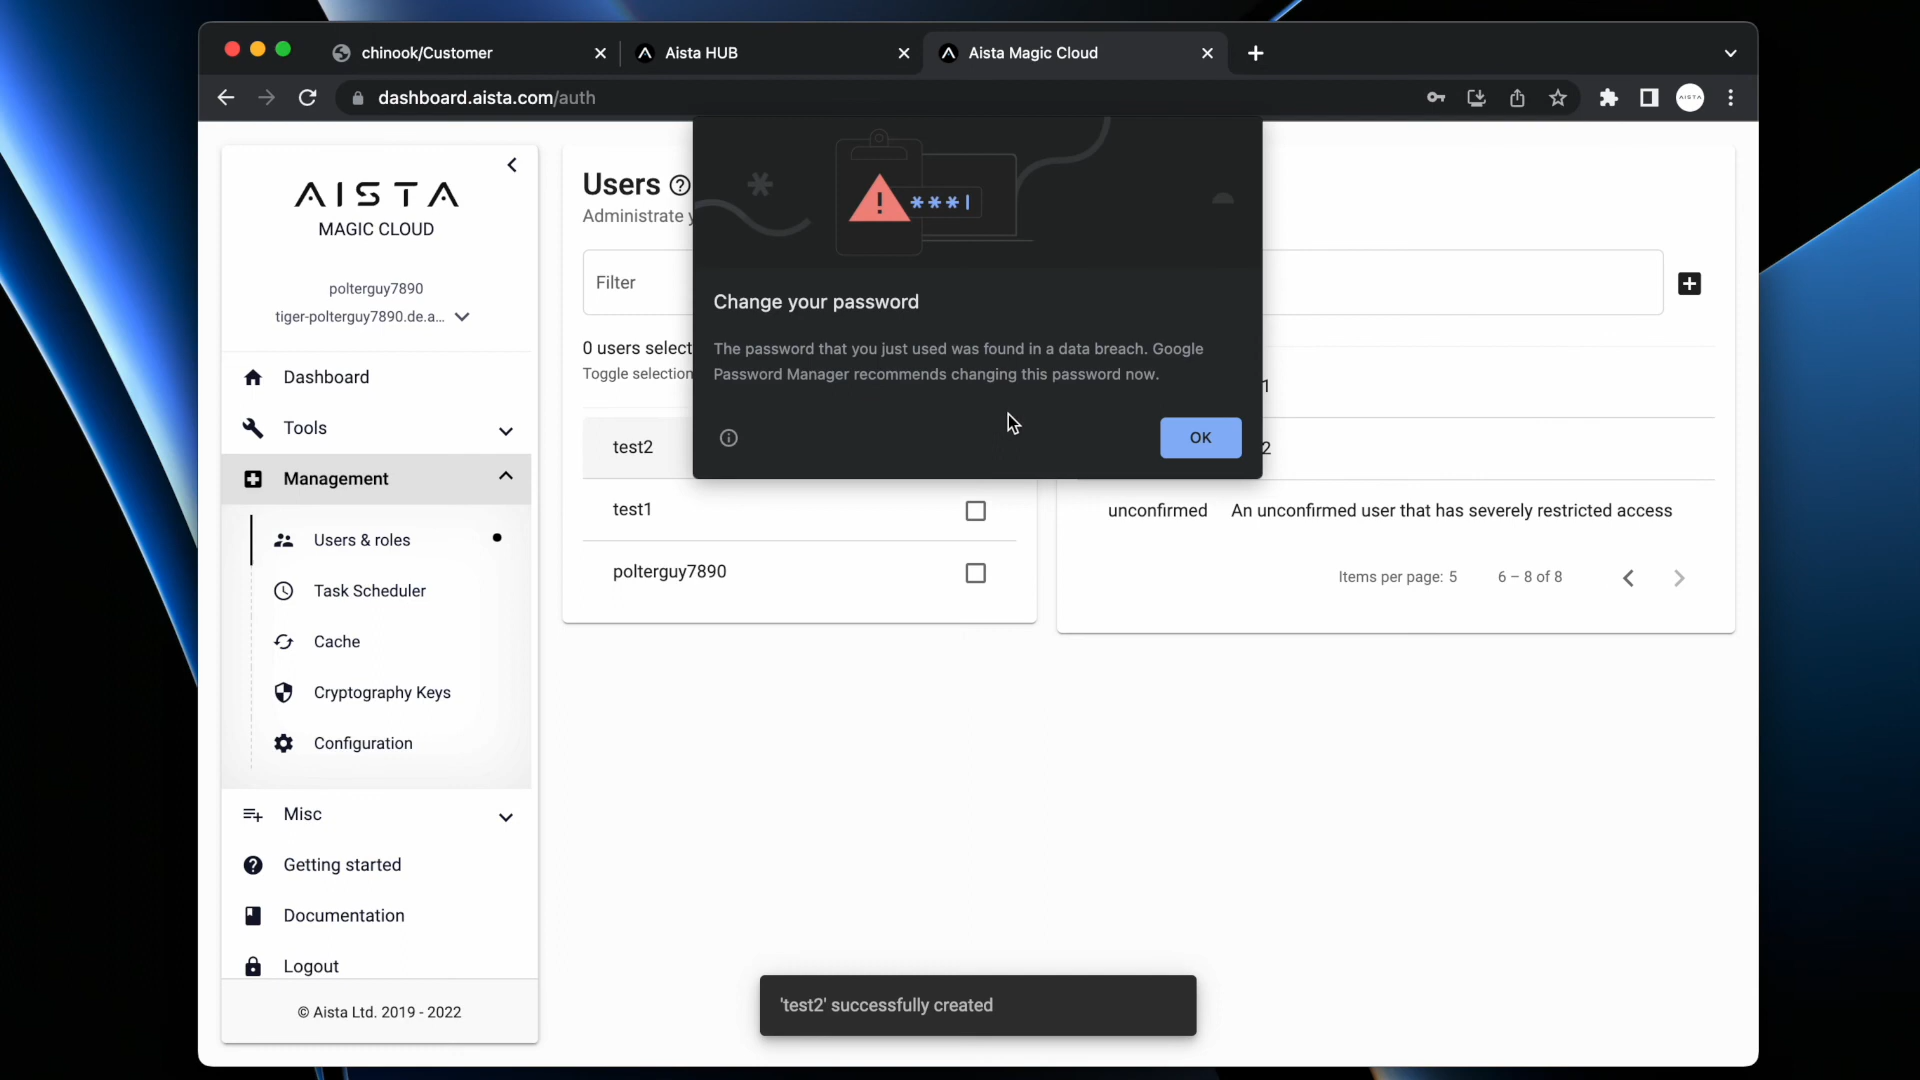 chinook/Customer
Aista HUB
Aista Magic Cloud
dashboard.aista.com/auth
AISTA
AISTA
MAGIC CLOUD
polterguy7890
tiger-polterguy7890.de.a...
Dashboard
Tools
Management
Users & roles
Task Scheduler
Cache
Cryptography Keys
Configuration
Misc
Getting started
Documentation
Logout
© Aista Ltd. 2019 - 2022
Users
Administrate
Filter
0 users select
Toggle selection
test2
test1
polterguy7890
***|
Change your password
The password that you just used was found in a data breach. Google
Password Manager recommends changing this password now.
OK
1
2
unconfirmed An unconfirmed user that has severely restricted access
Items per page: 5 6 – 8 of 8
'test2' successfully created